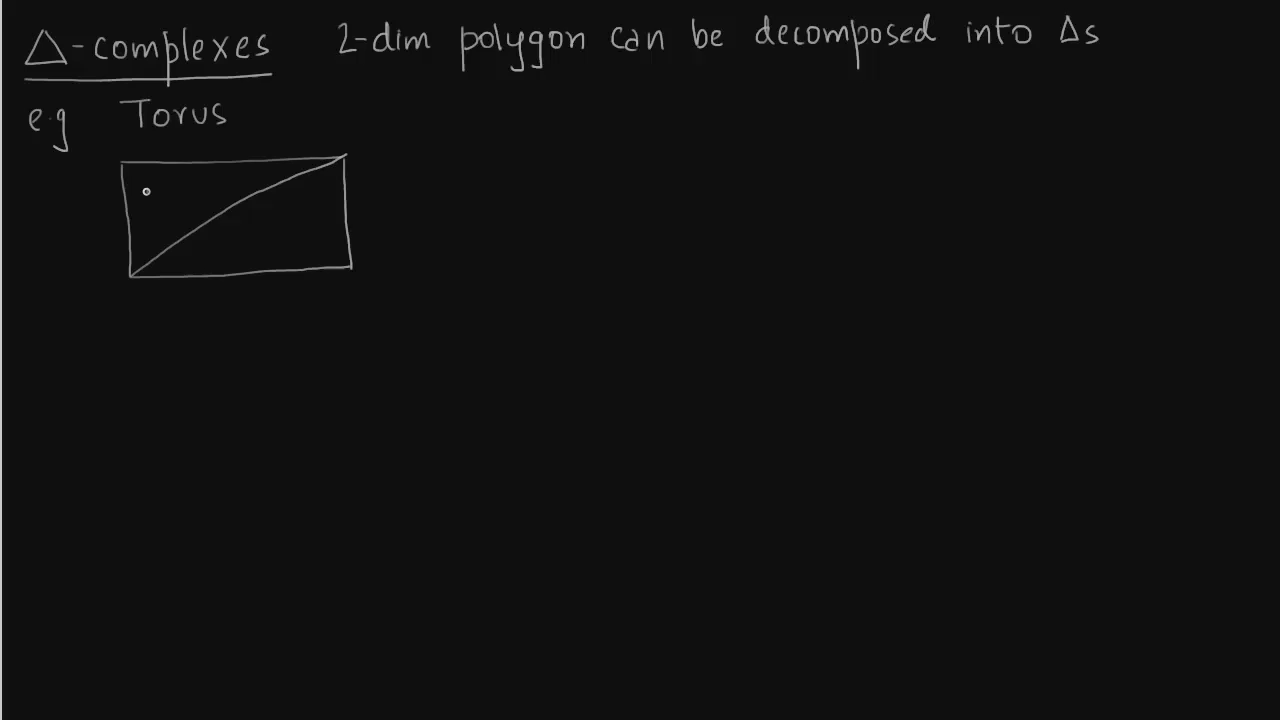 Δ-complexes 2-dim polygon can be decomposed into Δs
e.g Torus